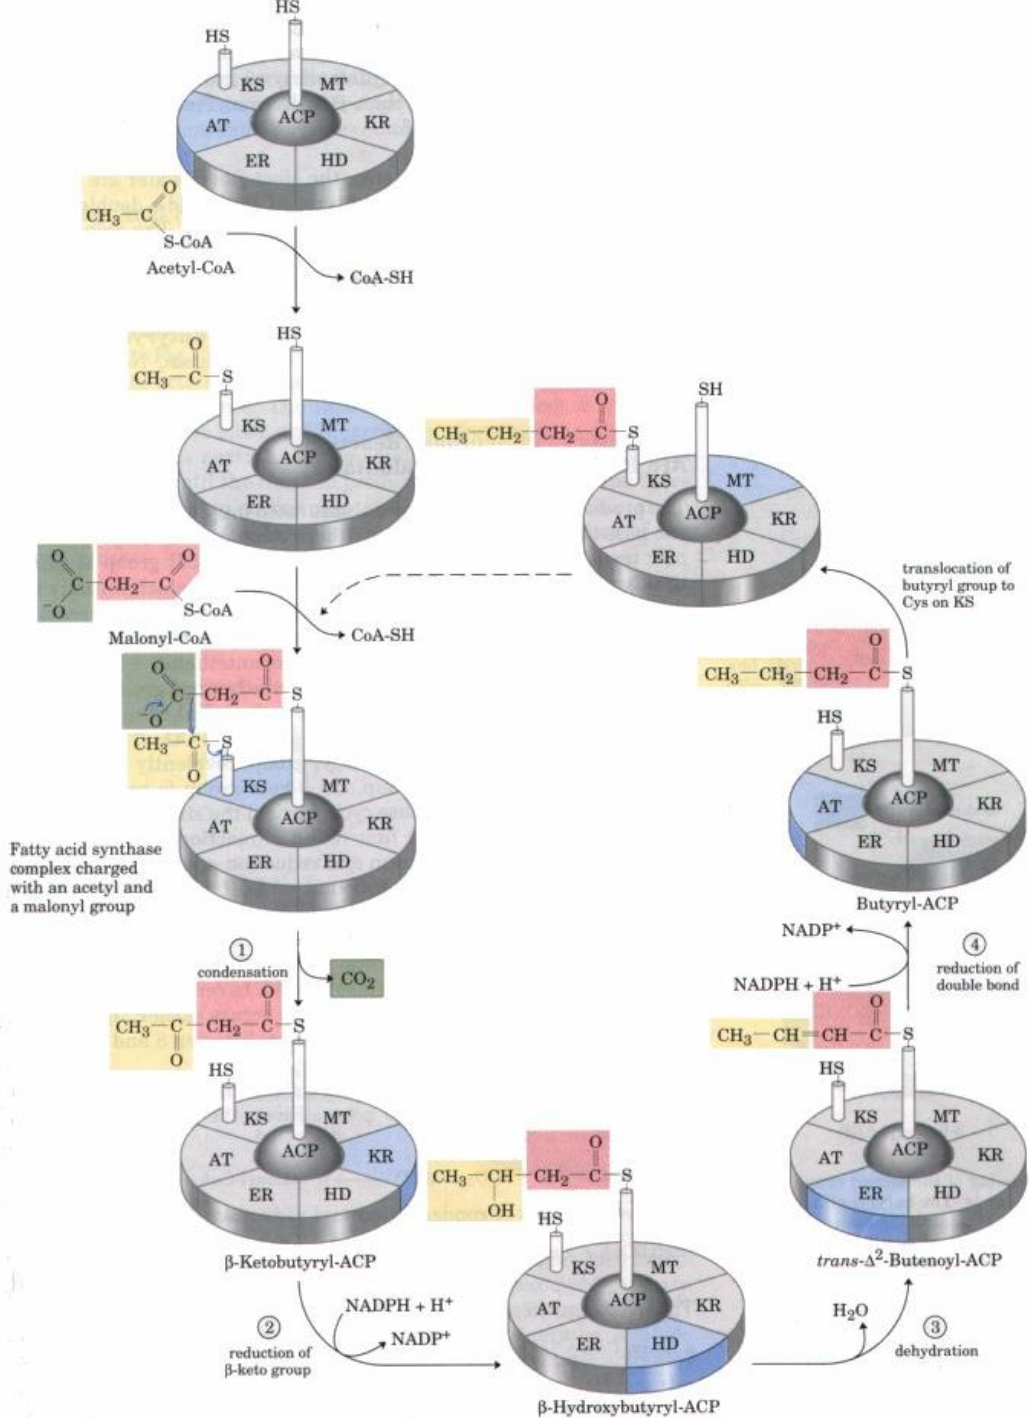 HS
HS
KS
MT
AT
ACP
KR
ER
HD
O
CH₃—C
S-CoA
Acetyl-CoA
CoA-SH
HS
O
CH₃—C—S
KS
MT
AT
ACP
KR
ER
HD
O
O
C—CH₂—C
⁻O
S-CoA
Malonyl-CoA
CoA-SH
O
O
C—CH₂—C—S
⁻O
CH₃—C—S
O
KS
MT
AT
ACP
KR
ER
HD
Fatty acid synthase
complex charged
with an acetyl and
a malonyl group
①
condensation
CO₂
O
CH₃—C—CH₂—C—S
O
HS
KS
MT
AT
ACP
KR
ER
HD
β-Ketobutyryl-ACP
②
reduction of
β-keto group
NADPH + H⁺
NADP⁺
O
CH₃—CH—CH₂—C—S
OH
HS
KS
MT
AT
ACP
KR
ER
HD
β-Hydroxybutyryl-ACP
H₂O
③
dehydration
O
CH₃—CH=CH—C—S
HS
KS
MT
AT
ACP
KR
ER
HD
trans-Δ²-Butenoyl-ACP
NADPH + H⁺
NADP⁺
④
reduction of
double bond
O
CH₃—CH₂—CH₂—C—S
HS
KS
MT
AT
ACP
KR
ER
HD
Butyryl-ACP
translocation of
butyryl group to
Cys on KS
SH
O
CH₃—CH₂—CH₂—C—S
KS
MT
AT
ACP
KR
ER
HD